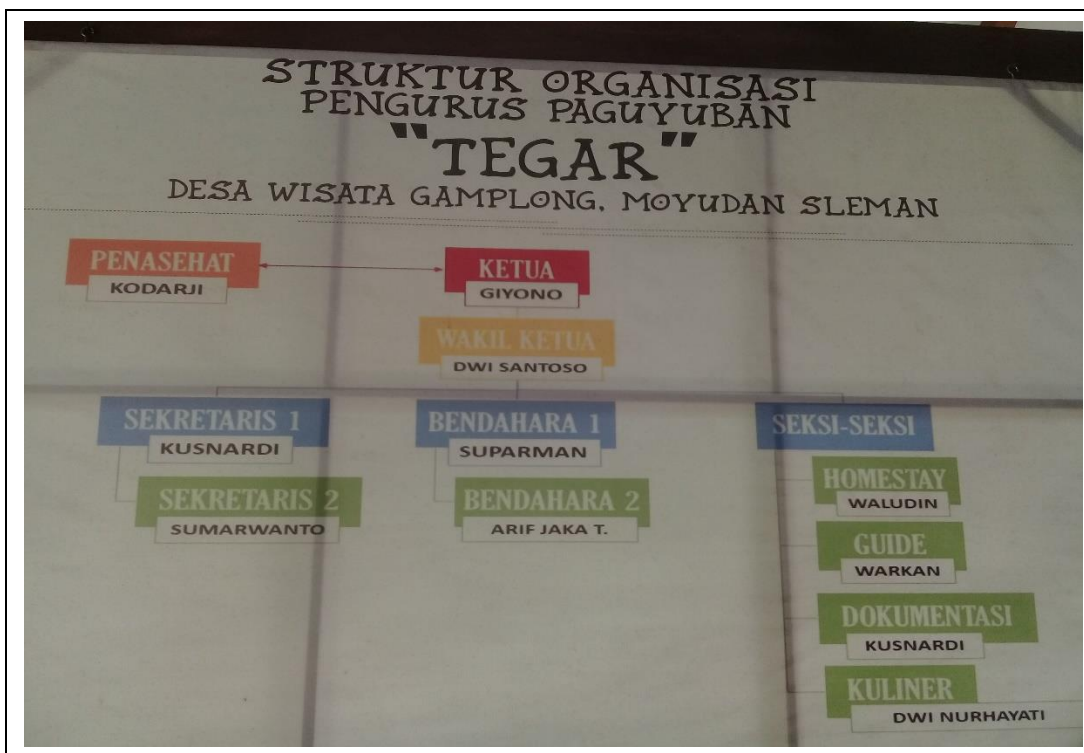 STRUKTUR ORGANISASI
PENGURUS PAGUYUBAN
"TEGAR"
DESA WISATA GAMPLONG, MOYUDAN SLEMAN
PENASEHAT
KODARJI
KETUA
GIYONO
WAKIL KETUA
DWI SANTOSO
SEKRETARIS 1
KUSNARDI
SEKRETARIS 2
SUMARWANTO
BENDAHARA 1
SUPARMAN
BENDAHARA 2
ARIF JAKA T.
SEKSI-SEKSI
HOMESTAY
WALUDIN
GUIDE
WARKAN
DOKUMENTASI
KUSNARDI
KULINER
DWI NURHAYATI